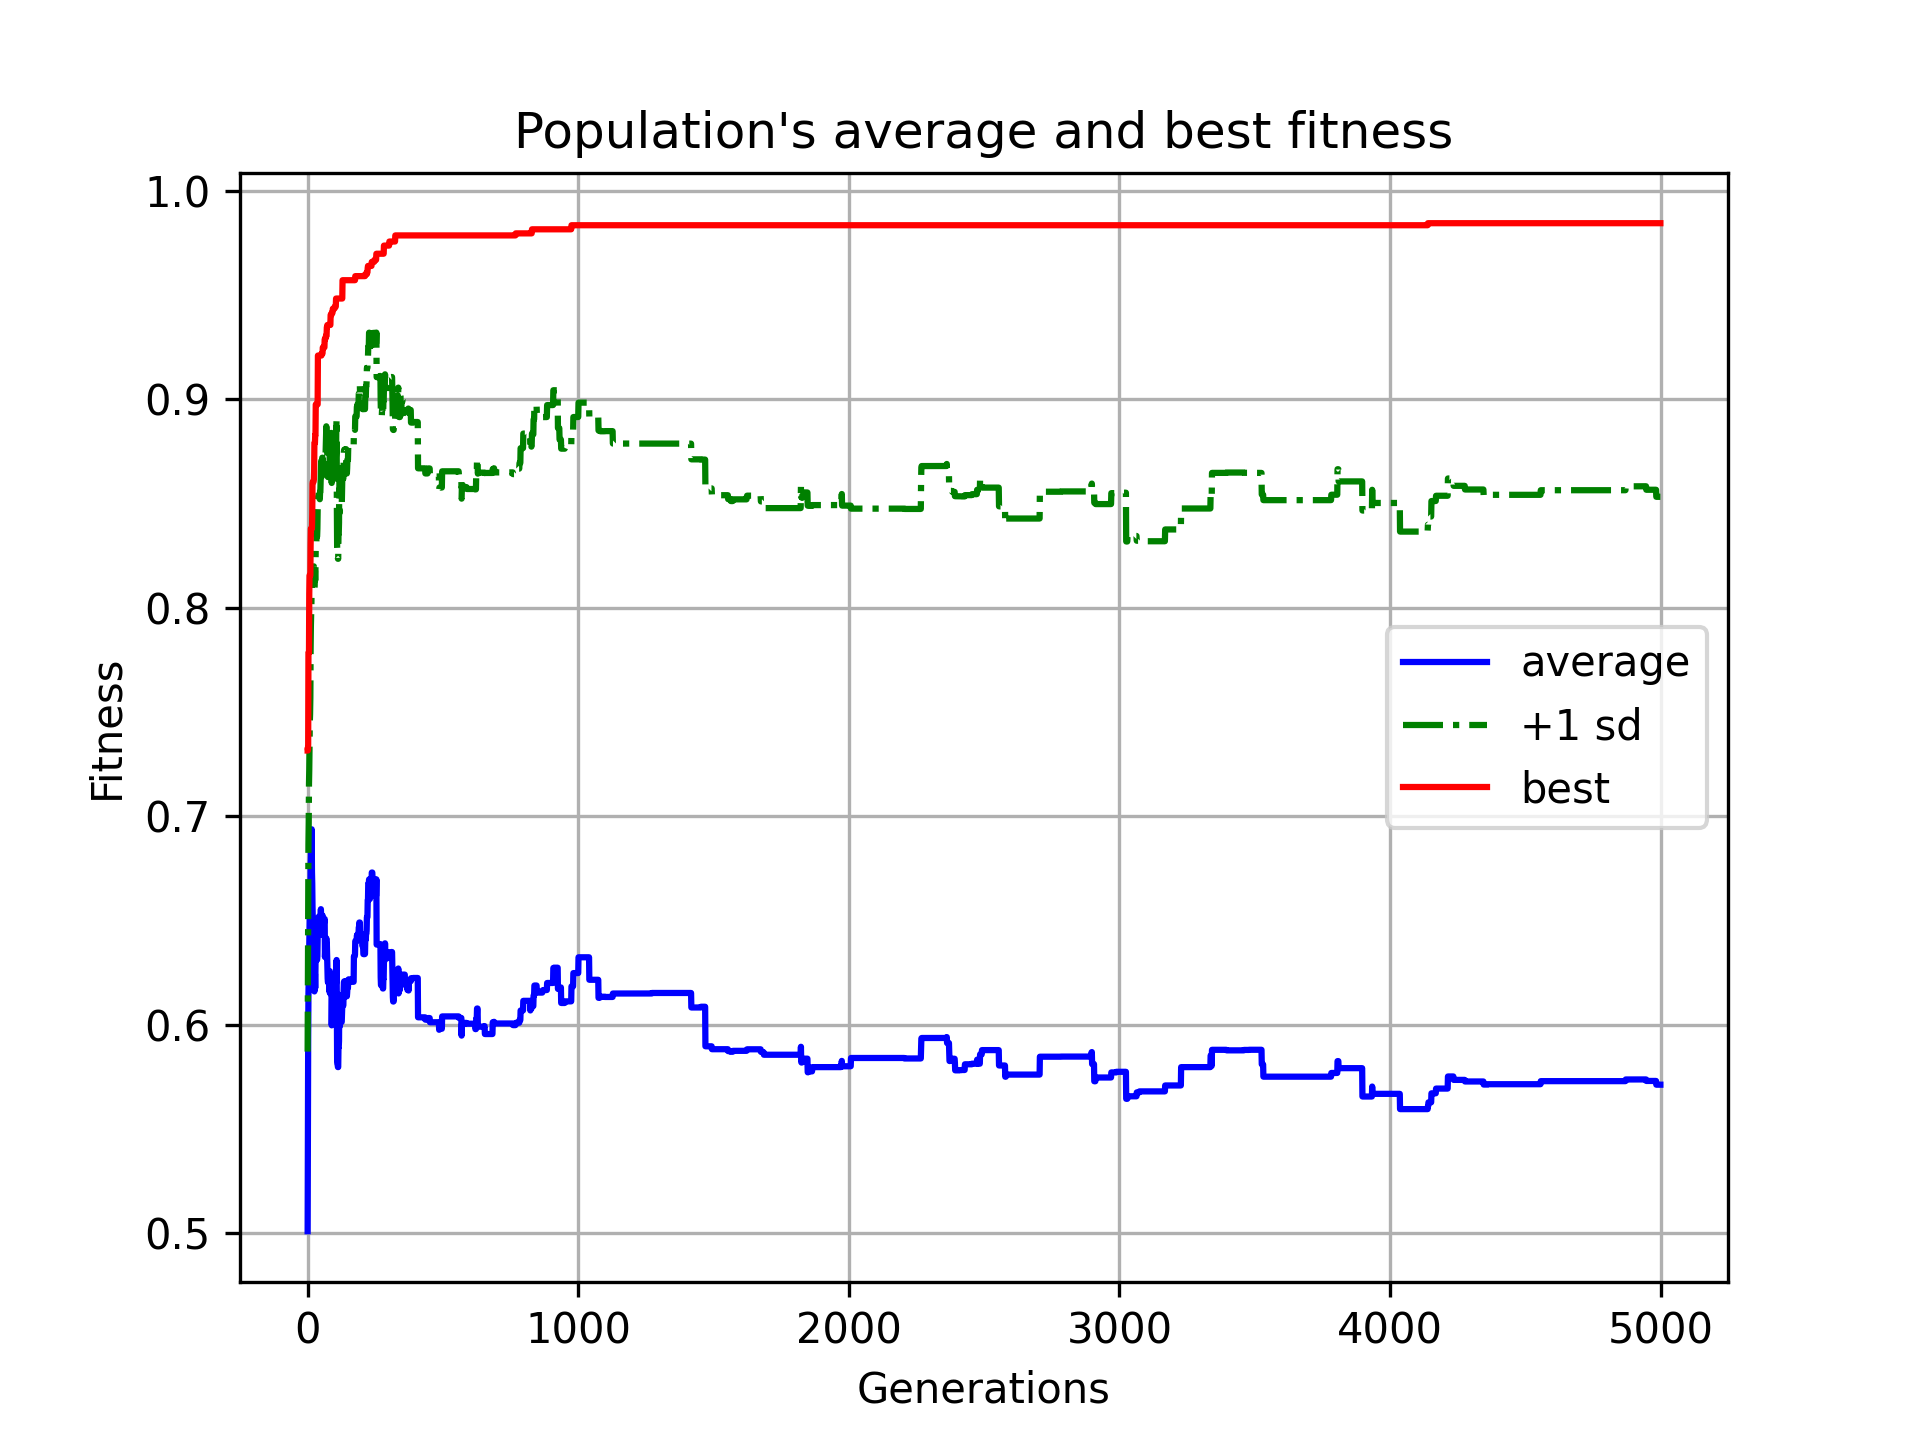 Population's average and best fitness
1.0
0.9
0.8
0.7
0.6
0.5
Fitness
average
+1 sd
best
0 1000 2000 3000 4000 5000
Generations